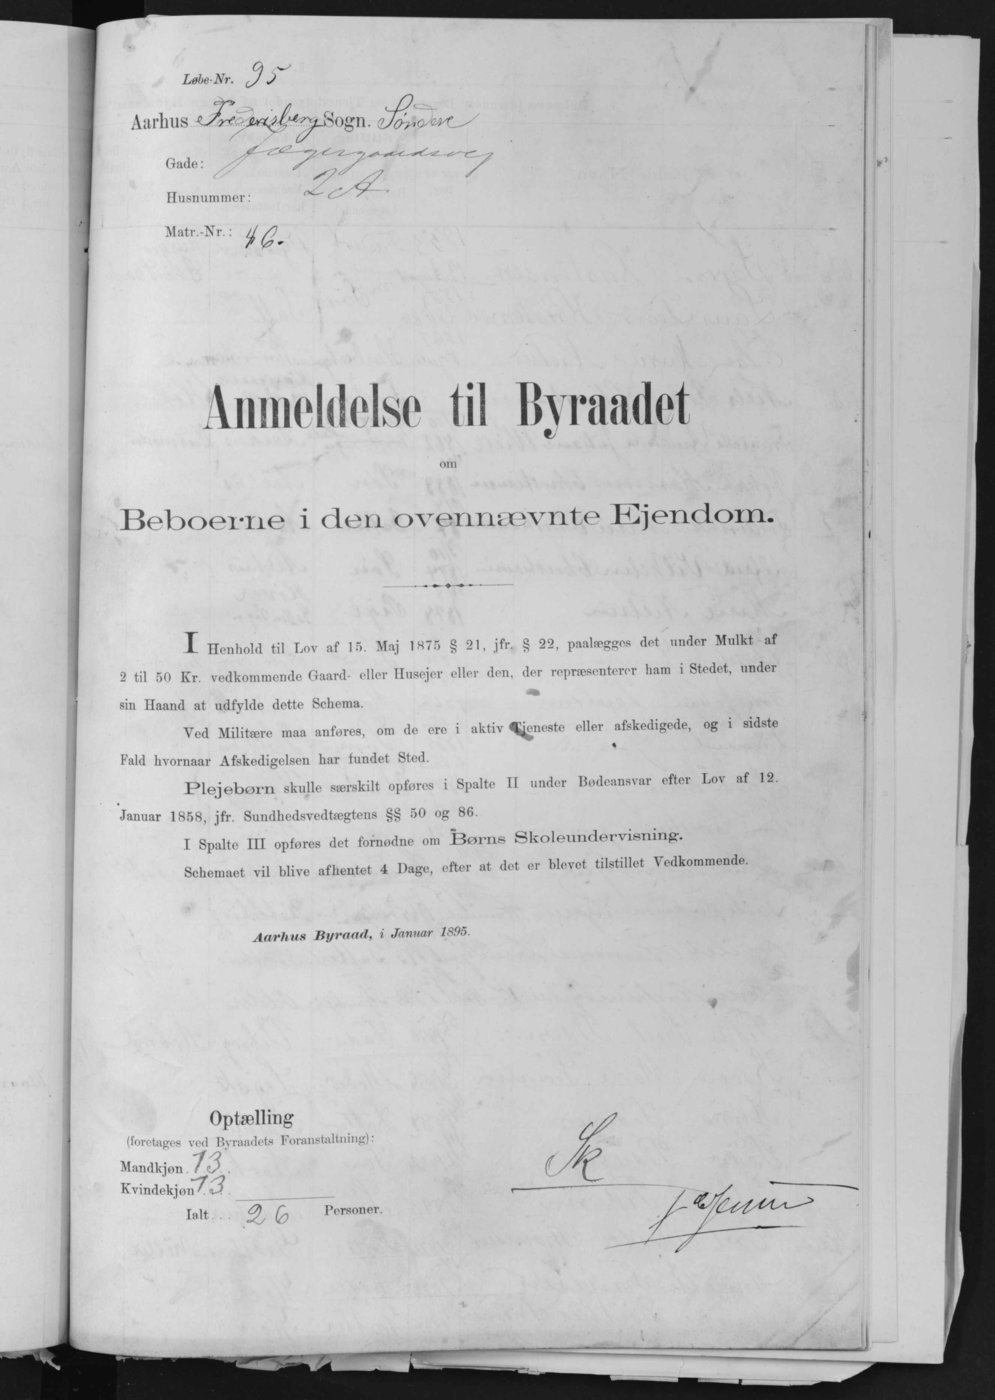 Løbe-Nr. 95
Aarhus Frederiksberg Sogn. Søndre
Gade: Jægergaardsvej
Husnummer: 2 A
Matr.-Nr.: 46.
Anmeldelse til Byraadet
om
Beboerne i den ovennævnte Ejendom.
I Henhold til Lov af 15. Maj 1875 § 21, jfr. § 22, paalægges det under Mulkt af
2 til 50 Kr. vedkommende Gaard- eller Husejer eller den, der repræsenterer ham i Stedet, under
sin Haand at udfylde dette Schema.
Ved Militære maa anføres, om de ere i aktiv Tjeneste eller afskedigede, og i sidste
Fald hvornaar Afskedigelsen har fundet Sted.
Plejebørn skulle særskilt opføres i Spalte II under Bødeansvar efter Lov af 12.
Januar 1858, jfr. Sundhedsvedtægtens §§ 50 og 86.
I Spalte III opføres det fornødne om Børns Skoleundervisning.
Schemaet vil blive afhentet 4 Dage, efter at det er blevet tilstillet Vedkommende.
Aarhus Byraad, i Januar 1895.
Optælling
(foretages ved Byraadets Foranstaltning):
Mandkjøn. 13.
Kvindekjøn 13
Ialt... 26 Personer.
Sk